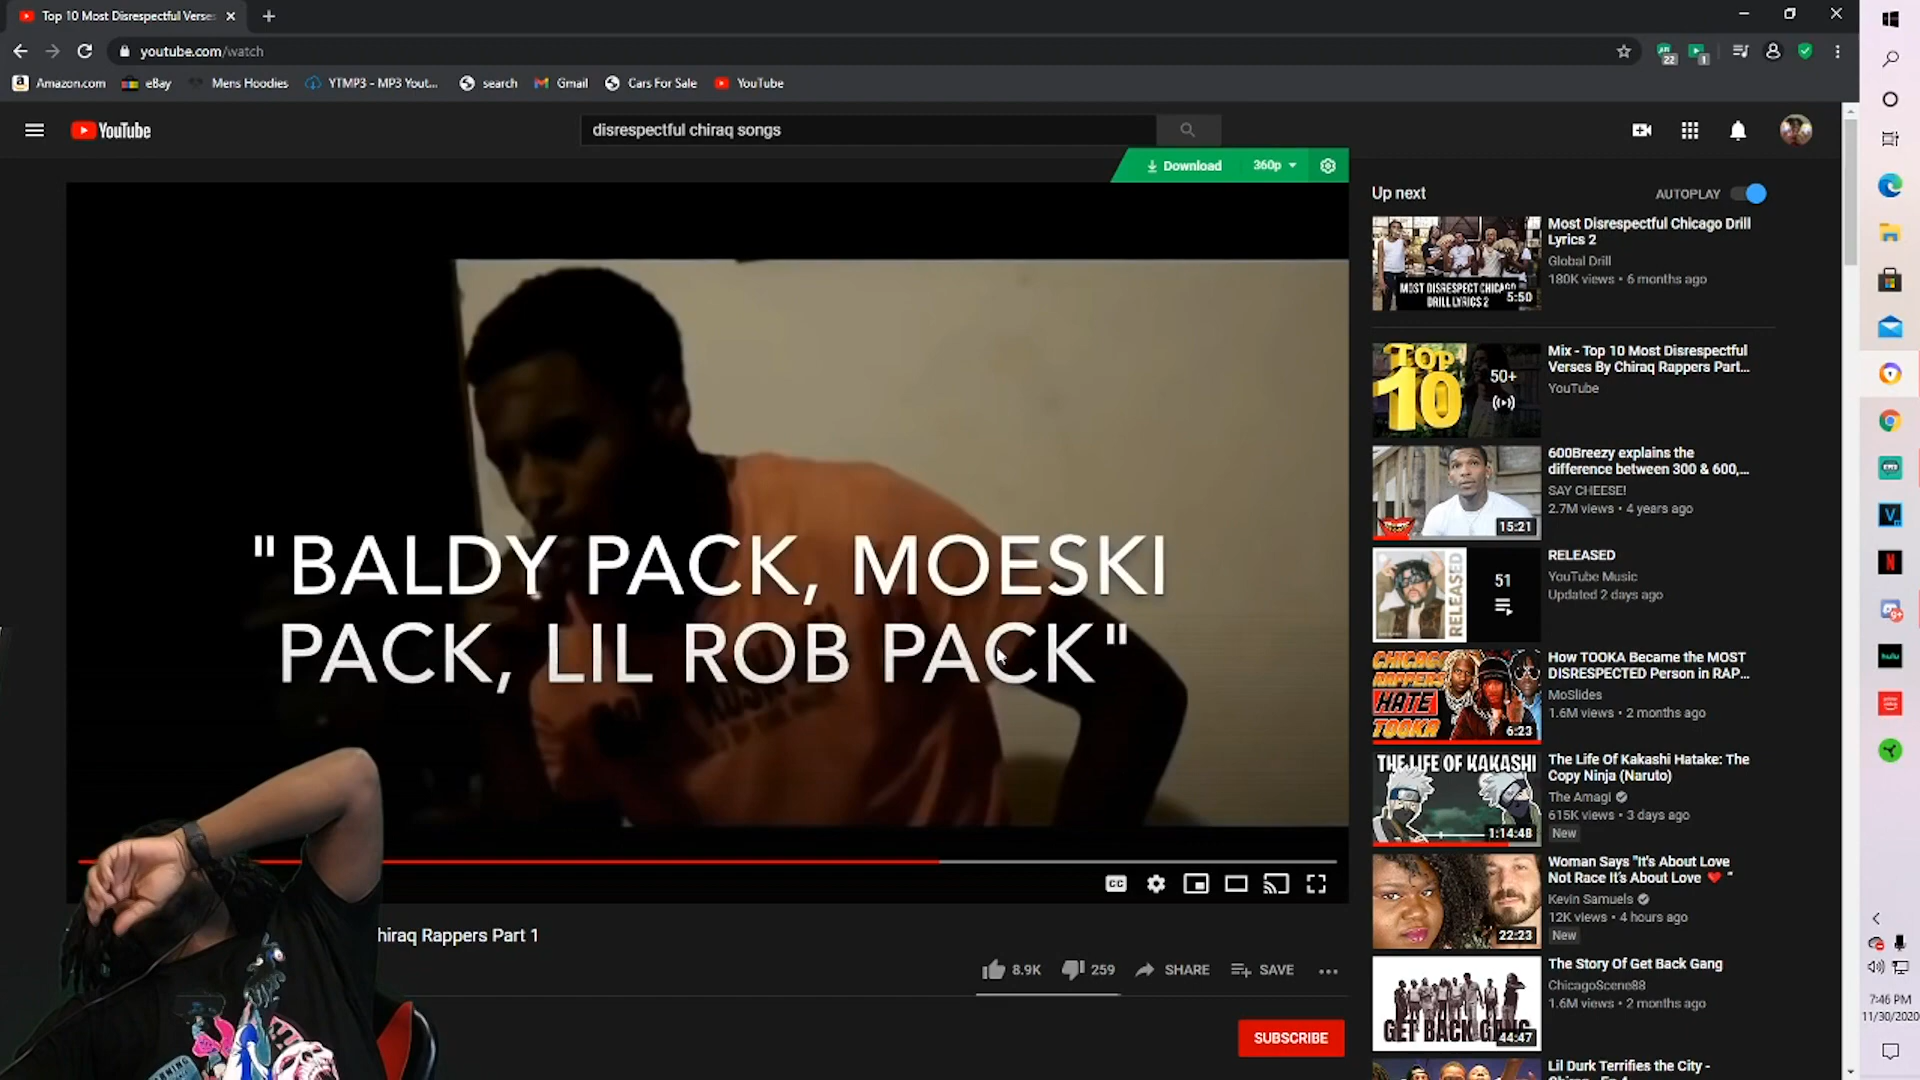 Top 10 Most Disrespectful Verses
youtube.com/watch
Amazon.com
eBay
Mens Hoodies
YTMP3 - MP3 Yout...
search
Gmail
Cars For Sale
YouTube
22
1
YouTube
disrespectful chiraq songs
Download
360p
"BALDY PACK, MOESKI
PACK, LIL ROB PACK"
CC
hiraq Rappers Part 1
8.9K
259
SHARE
SAVE
SUBSCRIBE
Up next
AUTOPLAY
MOST DISRESPECT CHICAGO
DRILL LYRICS 2
5:50
Most Disrespectful Chicago Drill
Lyrics 2
Global Drill
180K views • 6 months ago
TOP
10
50+
Mix - Top 10 Most Disrespectful
Verses By Chiraq Rappers Part...
YouTube
15:21
600Breezy explains the
difference between 300 & 600,...
SAY CHEESE!
2.7M views • 4 years ago
RELEASED
51
RELEASED
YouTube Music
Updated 2 days ago
CHICAGO
RAPPERS
HATE
TOOKA
6:23
How TOOKA Became the MOST
DISRESPECTED Person in RAP...
MoSlides
1.6M views • 2 months ago
THE LIFE OF KAKASHI
1:14:48
The Life Of Kakashi Hatake: The
Copy Ninja (Naruto)
The Amagi
615K views • 3 days ago
New
22:23
Woman Says "It's About Love
Not Race It's About Love ❤ "
Kevin Samuels
12K views • 4 hours ago
New
GET BACK GANG
44:47
The Story Of Get Back Gang
ChicagoScene88
1.6M views • 2 months ago
Lil Durk Terrifies the City -
hulu
7:46 PM
11/30/2020